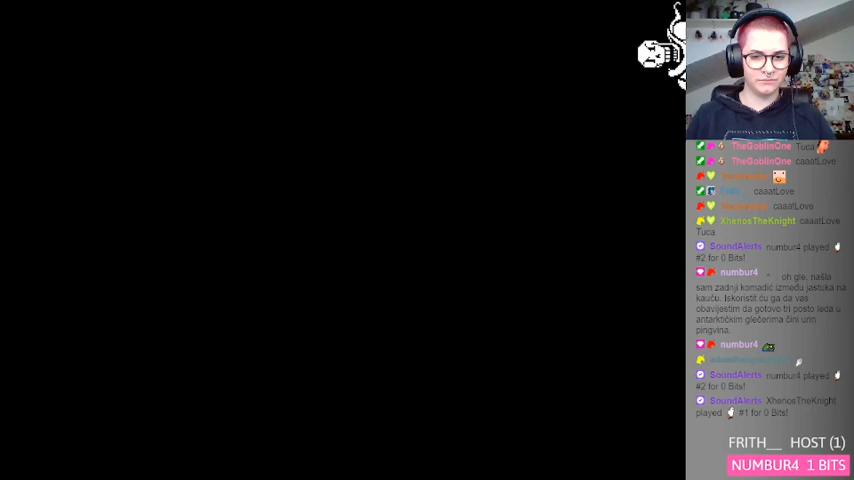 TheGoblinOne Tuca
TheGoblinOne caaatLove
caaatLove
caaatLove
XheriosTheKnight caaatLove
Tuca
SoundAlerts numbur4 played
#2 for 0 Bits!
numbur4 oh gle, našla
sam zadnji komadić između jastuka na
kauču. Iskoristit ću ga da vas
obavijestim da gotovo tri posto leda u
antarktičkim glečerima čini urin
pingvina.
numbur4
SoundAlerts numbur4 played
#2 for 0 Bits!
SoundAlerts XheriosTheKnight
played #1 for 0 Bits!
FRITH__ HOST (1)
NUMBUR4 1 BITS